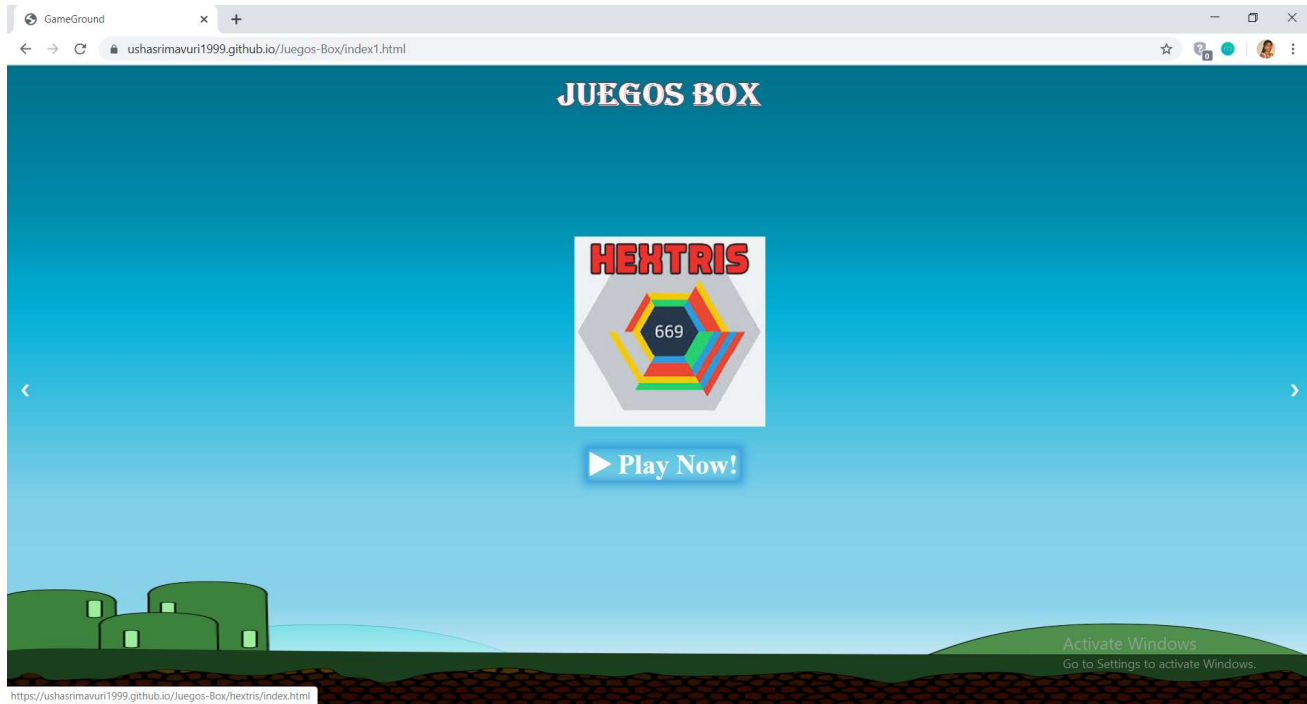 GameGround
ushasrimavuri1999.github.io/Juegos-Box/index1.html
0
JUEGOS BOX
HEXTRIS
669
‹
›
▶ Play Now!
Activate Windows
Go to Settings to activate Windows.
https://ushasrimavuri1999.github.io/Juegos-Box/hextris/index.html